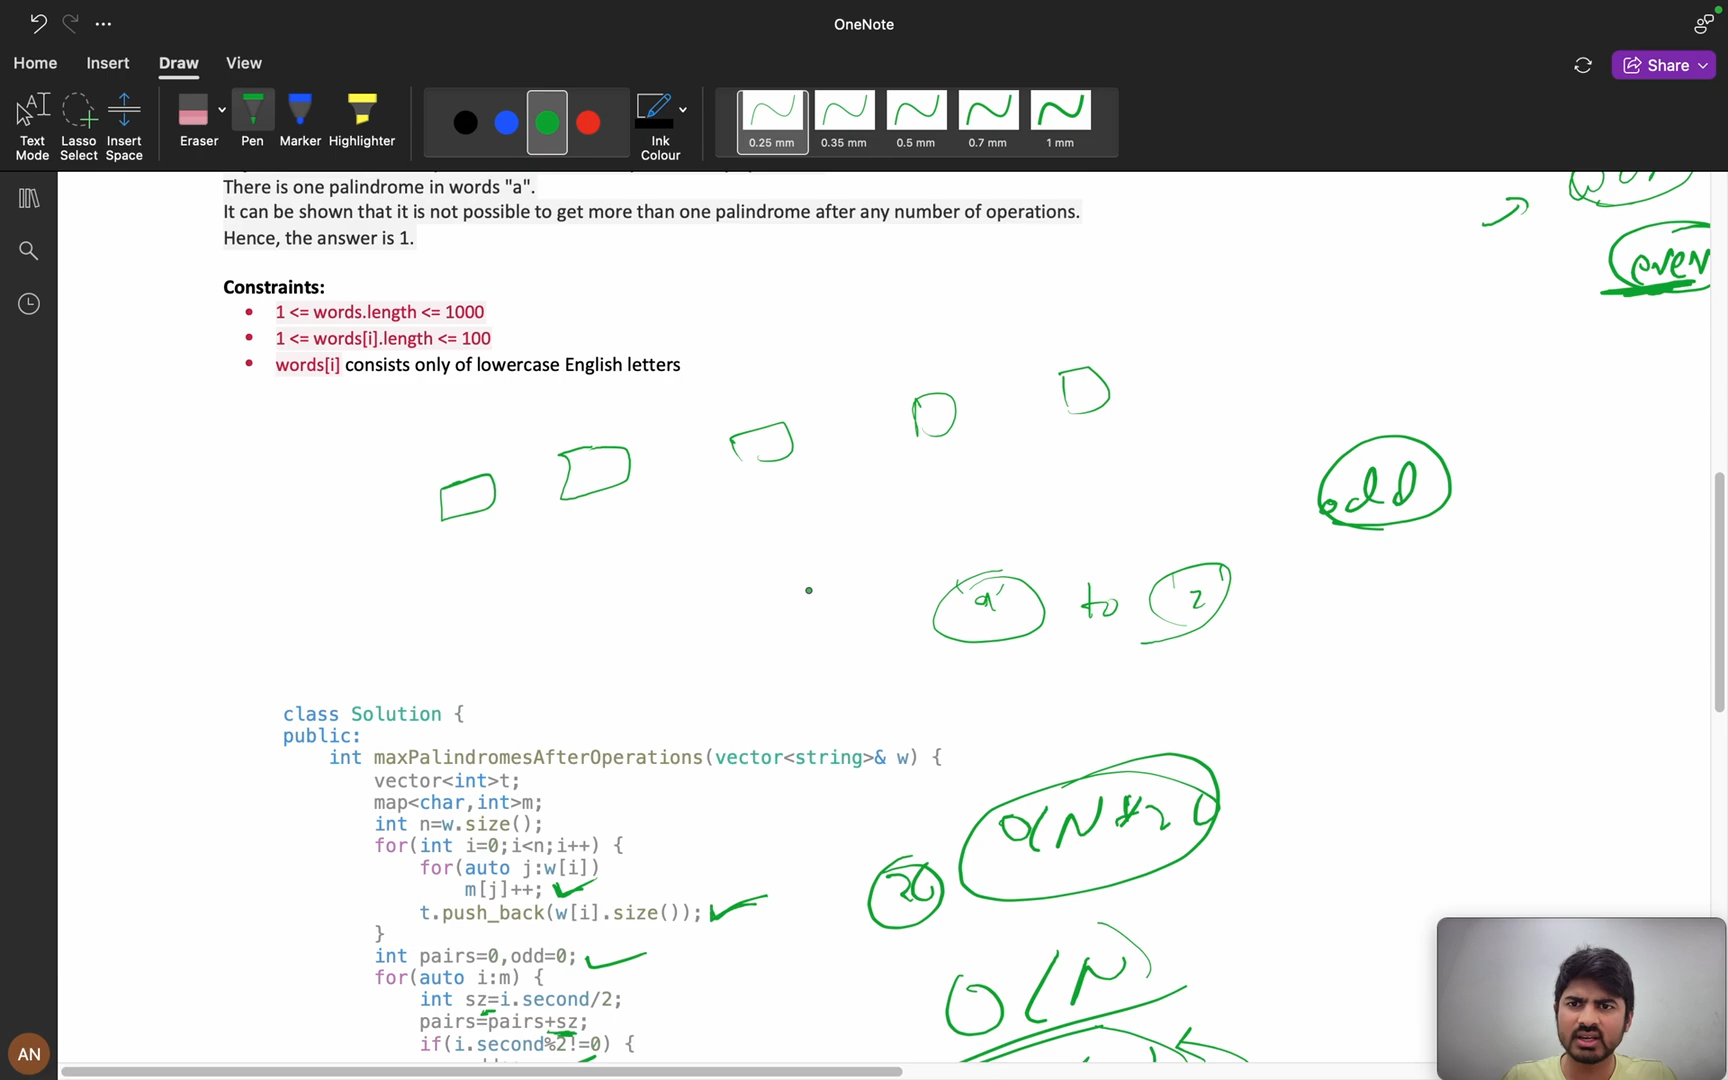 OneNote
Home Insert Draw View
Share
Text Mode
Lasso Select
Insert Space
Eraser
Pen
Marker
Highlighter
Ink Colour
0.25 mm
0.35 mm
0.5 mm
0.7 mm
1 mm
There is one palindrome in words "a".
It can be shown that it is not possible to get more than one palindrome after any number of operations.
Hence, the answer is 1.
even
Constraints:
1 <= words.length <= 1000
1 <= words[i].length <= 100
words[i] consists only of lowercase English letters
odd
'a' to 'z'
class Solution {
public:
int maxPalindromesAfterOperations(vector<string>& w) {
vector<int>t;
map<char,int>m;
int n=w.size();
for(int i=0;i<n;i++) {
for(auto j:w[i])
m[j]++;
t.push_back(w[i].size());
}
int pairs=0,odd=0;
for(auto i:m) {
int sz=i.second/2;
pairs=pairs+sz;
if(i.second%2!=0) {
26
O(N)
AN